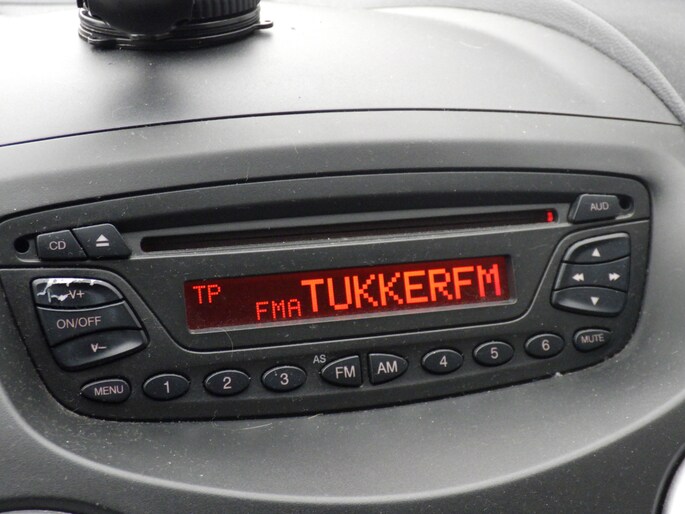 CD
AUD
V+
ON/OFF
V–
TP
FMA TUKKERFM
MENU 1 2 3 AS FM AM 4 5 6 MUTE